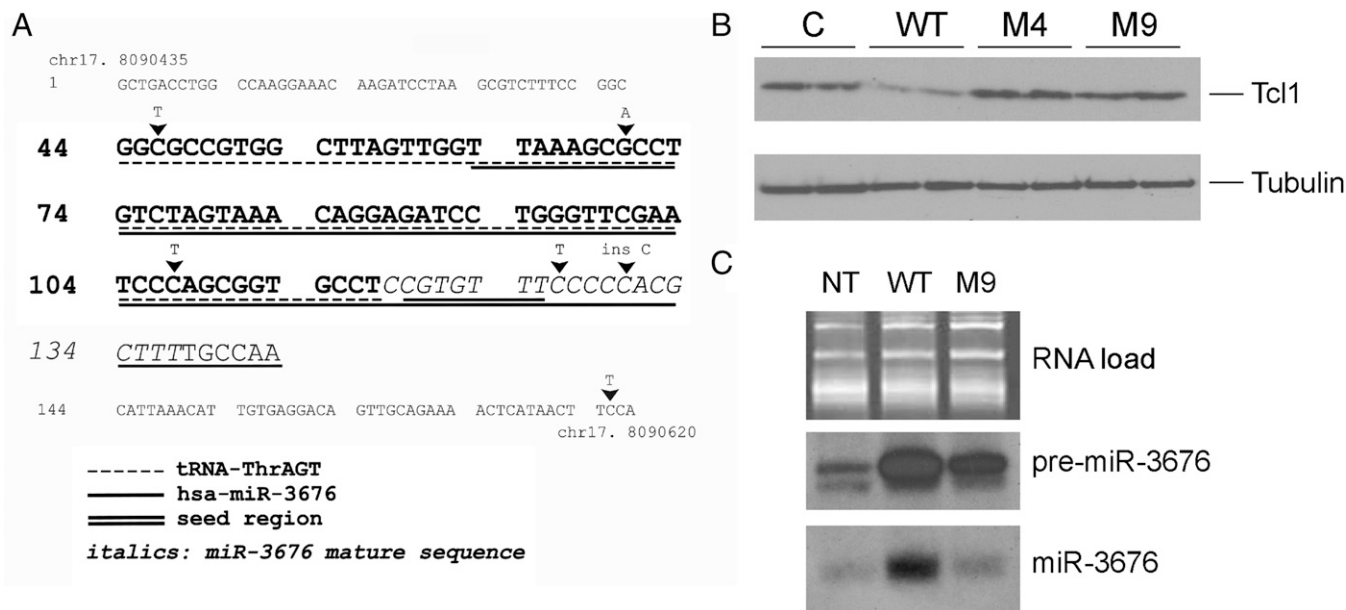 A
chr17. 8090435
1 GCTGACCTGG CCAAGGAAAC AAGATCCTAA GCGTCTTTCC GGC
T A
44 GGCGCCGTGG CTTAGTTGGT TAAAGCGCCT
74 GTCTAGTAAA CAGGAGATCC TGGGTTCGAA
T T ins C
104 TCCCAGCGGT GCCTCCGTGT TTCCCCCACG
134 CTTTTGCCAA
T
144 CATTAAACAT TGTGAGGACA GTTGCAGAAA ACTCATAACT TCCA
chr17. 8090620
tRNA-ThrAGT
hsa-miR-3676
seed region
italics: miR-3676 mature sequence
B
C WT M4 M9
Tcl1
Tubulin
C
NT WT M9
RNA load
pre-miR-3676
miR-3676